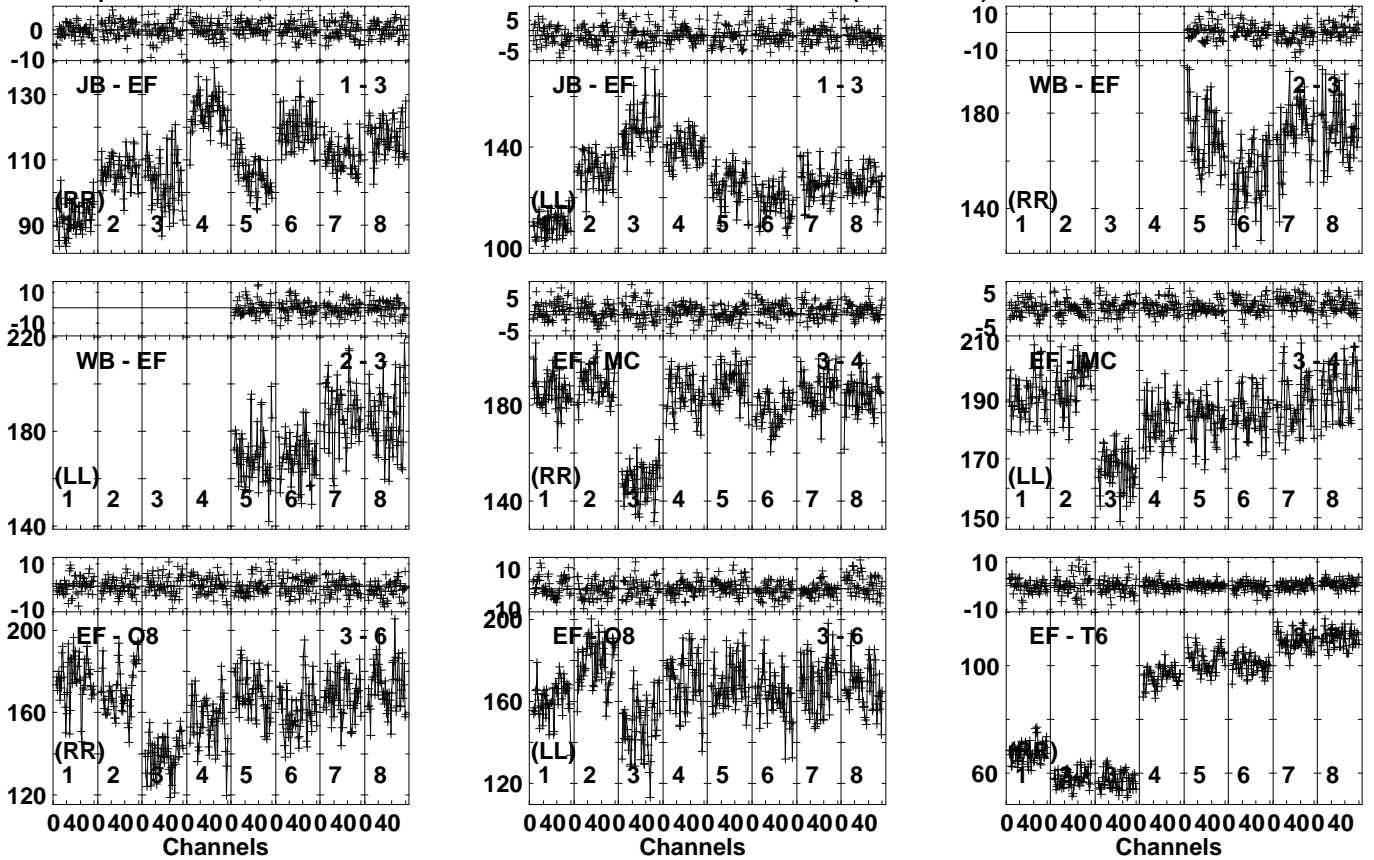 5 10
0 0 0
-10 -5 -10
130 JB - EF 1 - 3
110
90 (RR) 1 2 3 4 5 6 7 8
JB - EF 1 - 3
140
100 (LL) 1 2 3 4 5 6 7 8
WB - EF 2 - 3
180
140 (RR) 1 2 3 4 5 6 7 8
10 5 5
0 0 0
-10 -5 -5
220 WB - EF 2 - 3
180
140 (LL) 1 2 3 4 5 6 7 8
EF - MC 3 - 4
180
140 (RR) 1 2 3 4 5 6 7 8
210 EF - MC 3 - 4
190
170
150 (LL) 1 2 3 4 5 6 7 8
10 10 10
0 0 0
-10 -10 -10
200 EF - O8 3 - 6
160
120 (RR) 1 2 3 4 5 6 7 8
200 EF - O8 3 - 6
160
120 (LL) 1 2 3 4 5 6 7 8
EF - T6
100
60 (RR) 1 2 3 4 5 6 7 8
0 40 0 40 0 40 0 40 0 40 0 40 0 40 0 40
Channels
0 40 0 40 0 40 0 40 0 40 0 40 0 40 0 40
Channels
0 40 0 40 0 40 0 40 0 40 0 40 0 40 0 40
Channels